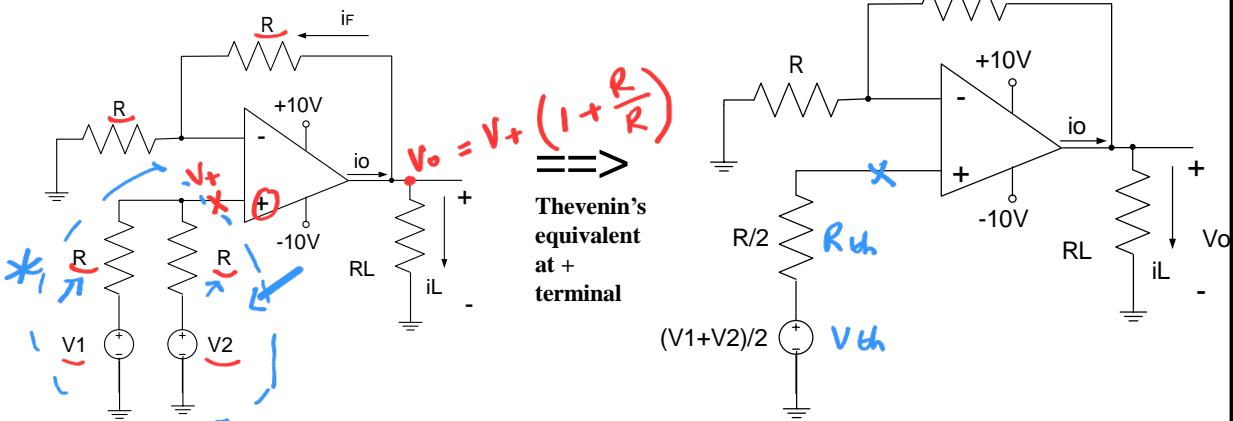 R
iF
R
+10V
-
io
Vo = V+ (1 + R/R)
==>
V+
+
-10V
+
R
R
RL
iL
-
*1
V1
+
-
+
-
V2
Thevenin's
equivalent
at +
terminal
R
+10V
-
io
+
-10V
+
R/2
Rth
RL
iL
Vo
-
(V1+V2)/2
+
-
Vth